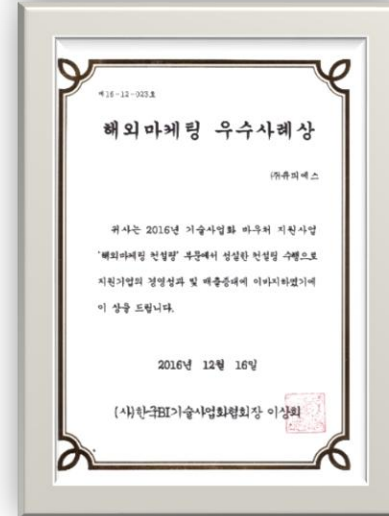 제16-12-023호
해외마케팅 우수사례상
(주)유의에스
귀사는 2016년 기술사업화 바우처 지원사업
'해외마케팅 컨설팅' 부문에서 성실한 컨설팅 수행으로
지원기업의 경영성과 및 매출증대에 이바지하였기에
이 상을 드립니다.
2016년 12월 16일
(사)한국BI기술사업화협회장 이상희